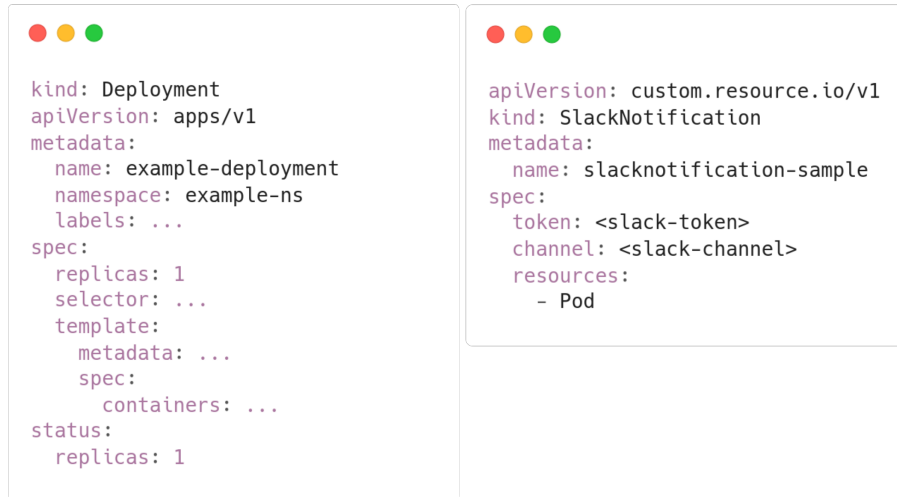 kind: Deployment
apiVersion: apps/v1
metadata:
  name: example-deployment
  namespace: example-ns
  labels: ...
spec:
  replicas: 1
  selector: ...
  template:
    metadata: ...
    spec:
      containers: ...
status:
  replicas: 1
apiVersion: custom.resource.io/v1
kind: SlackNotification
metadata:
  name: slacknotification-sample
spec:
  token: <slack-token>
  channel: <slack-channel>
  resources:
    - Pod